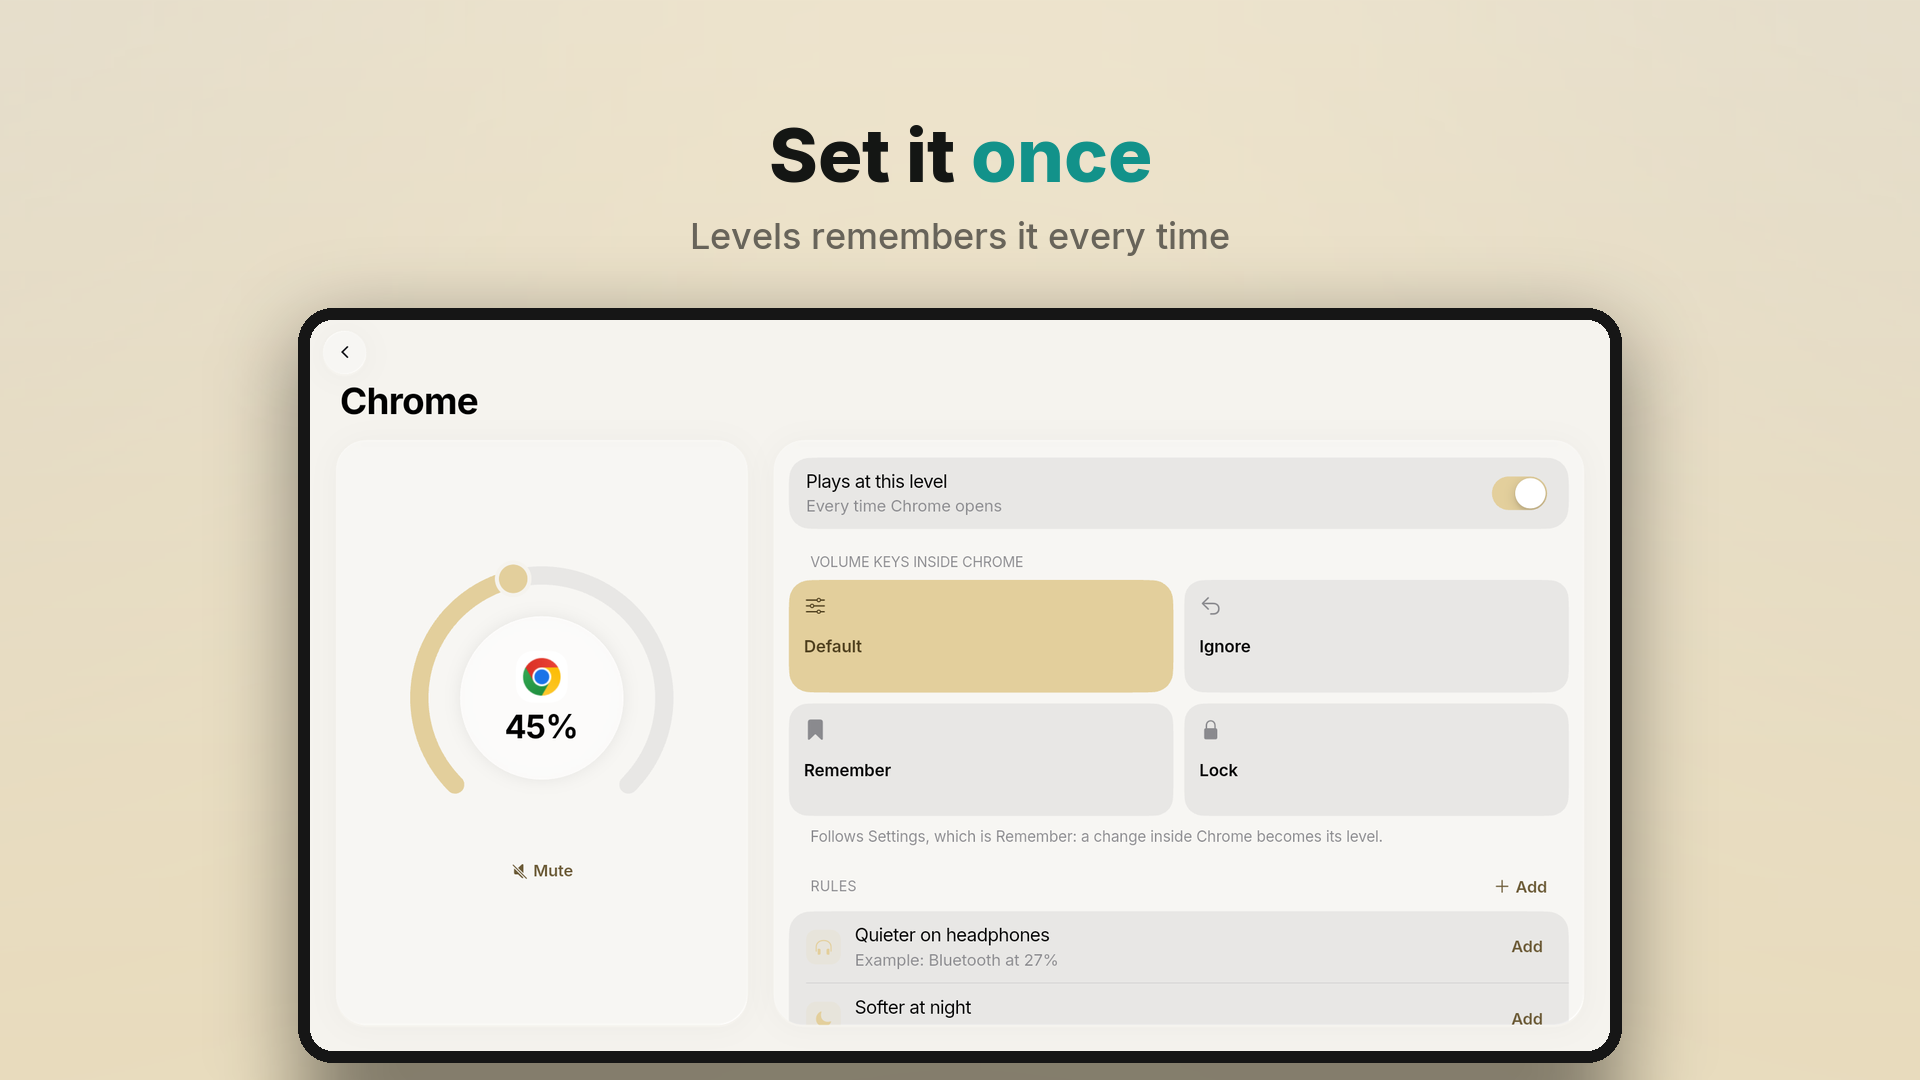 Set it once
Levels remembers it every time
Chrome
45%
Mute
Plays at this level
Every time Chrome opens
VOLUME KEYS INSIDE CHROME
Default
Ignore
Remember
Lock
Follows Settings, which is Remember: a change inside Chrome becomes its level.
RULES
Add
Quieter on headphones
Example: Bluetooth at 27%
Add
Softer at night
Add